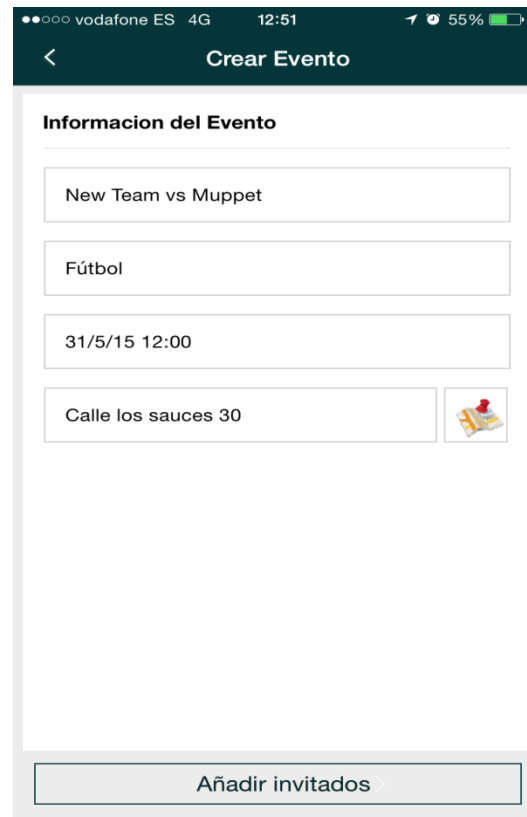 vodafone ES 4G 12:51 55%
Crear Evento
Informacion del Evento
New Team vs Muppet
Fútbol
31/5/15 12:00
Calle los sauces 30
Añadir invitados